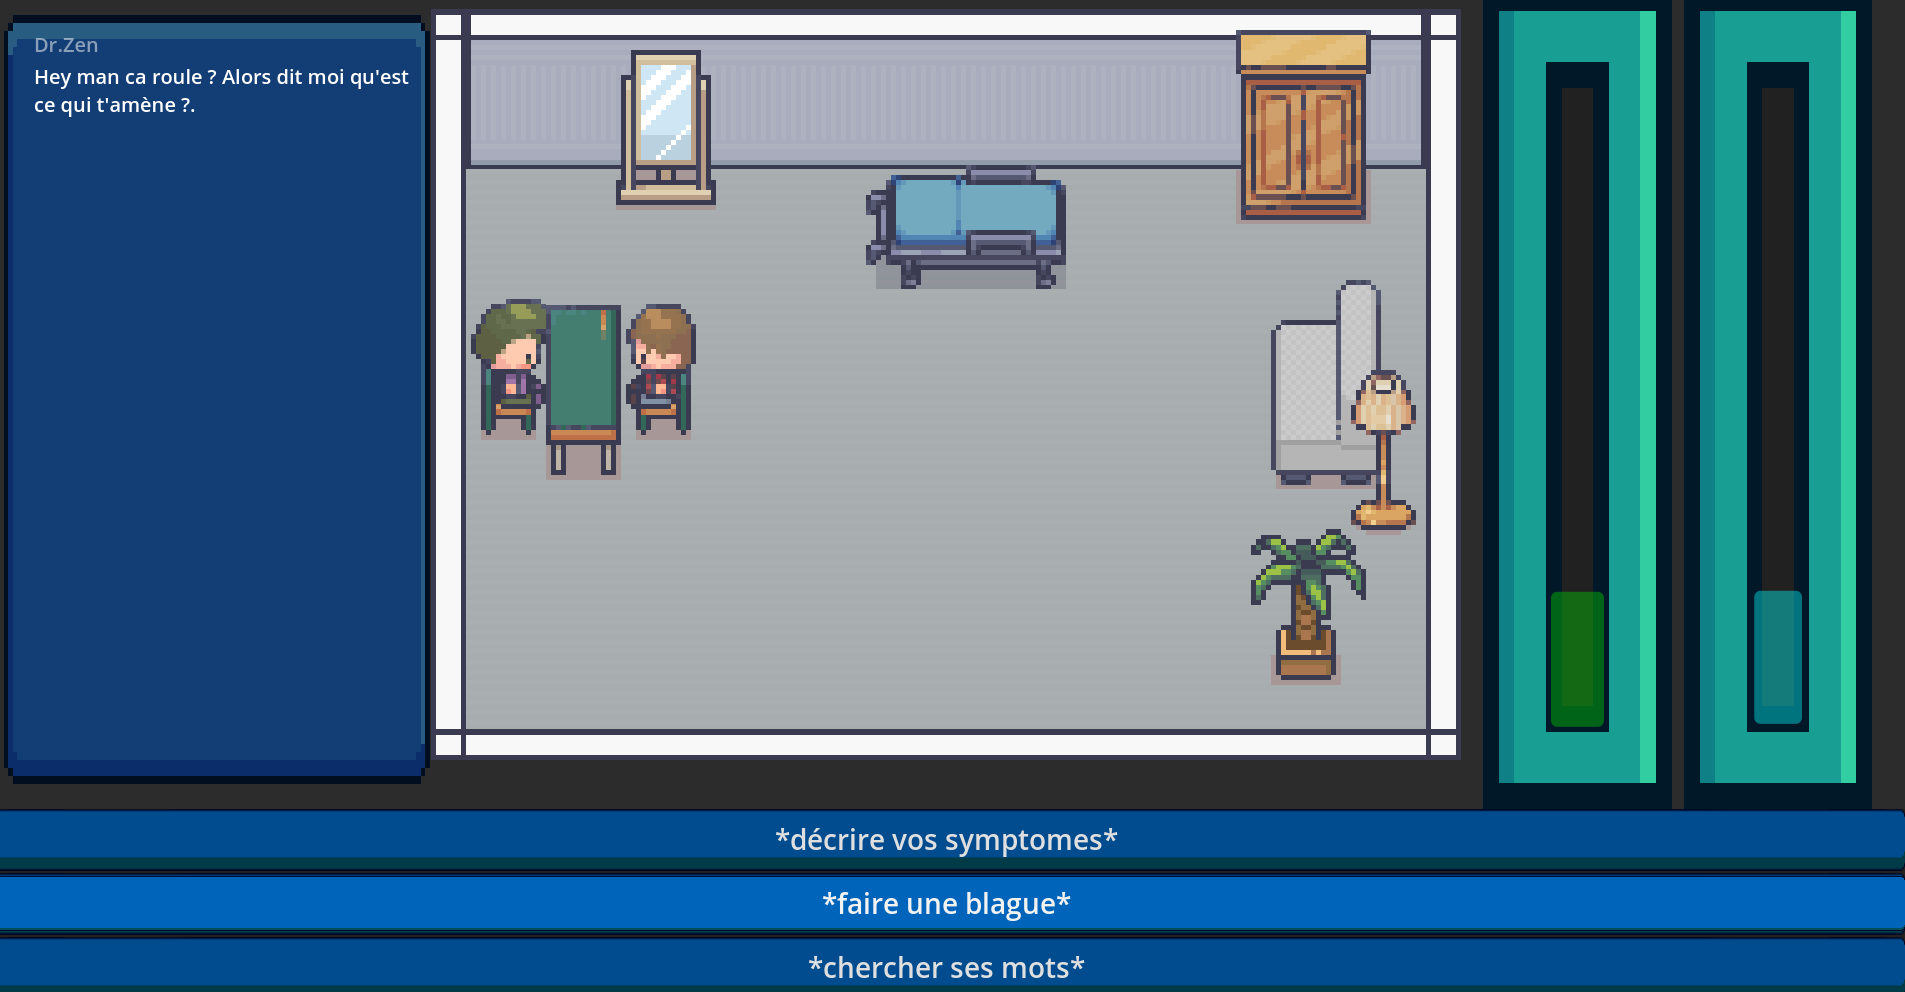 Dr.Zen
Hey man ca roule ? Alors dit moi qu'est
ce qui t'amène ?.
*décrire vos symptomes*
*faire une blague*
*chercher ses mots*